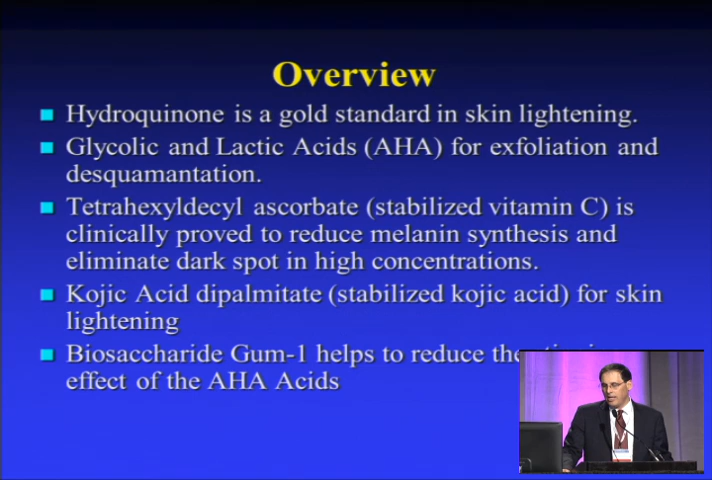 Overview
Hydroquinone is a gold standard in skin lightening.
Glycolic and Lactic Acids (AHA) for exfoliation and
desquamantation.
Tetrahexyldecyl ascorbate (stabilized vitamin C) is
clinically proved to reduce melanin synthesis and
eliminate dark spot in high concentrations.
Kojic Acid dipalmitate (stabilized kojic acid) for skin
lightening
Biosaccharide Gum-1 helps to reduce the
effect of the AHA Acids